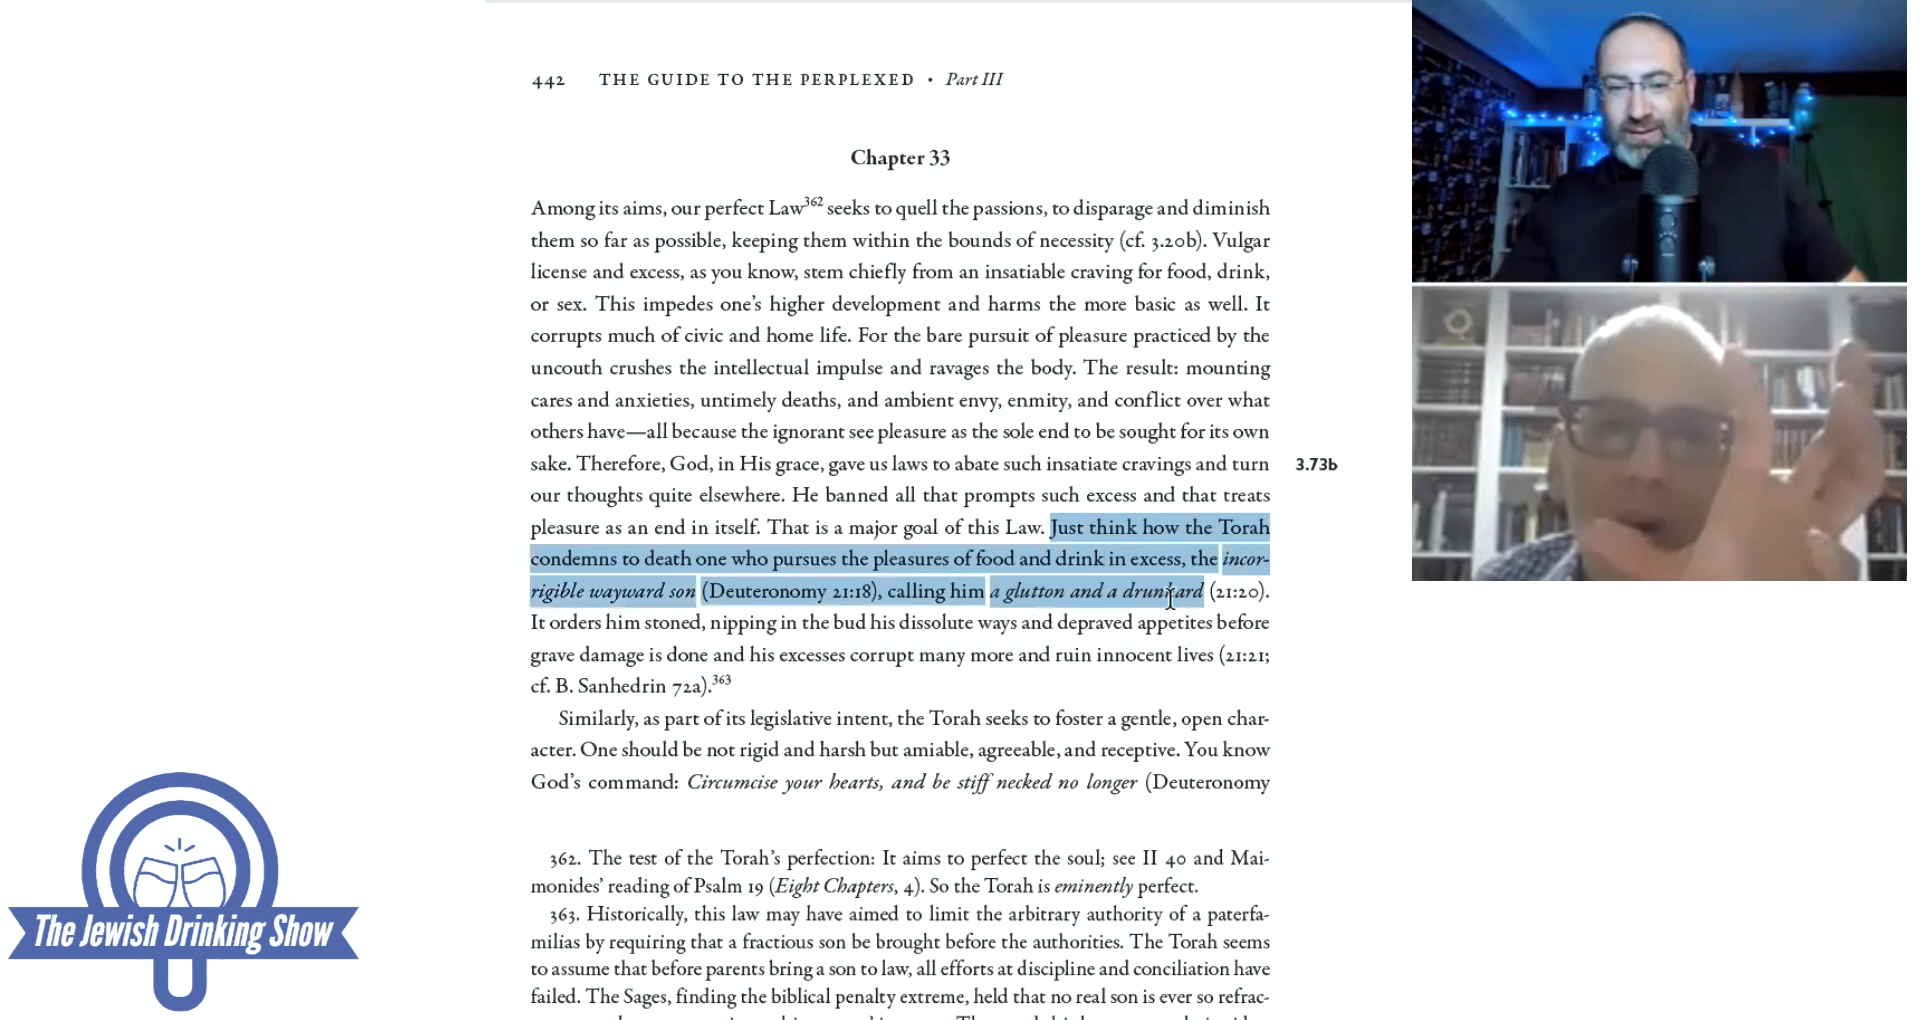 442 THE GUIDE TO THE PERPLEXED • Part III
Chapter 33
Among its aims, our perfect Law362 seeks to quell the passions, to disparage and diminish
them so far as possible, keeping them within the bounds of necessity (cf. 3.20b). Vulgar
license and excess, as you know, stem chiefly from an insatiable craving for food, drink,
or sex. This impedes one's higher development and harms the more basic as well. It
corrupts much of civic and home life. For the bare pursuit of pleasure practiced by the
uncouth crushes the intellectual impulse and ravages the body. The result: mounting
cares and anxieties, untimely deaths, and ambient envy, enmity, and conflict over what
others have—all because the ignorant see pleasure as the sole end to be sought for its own
sake. Therefore, God, in His grace, gave us laws to abate such insatiate cravings and turn
3.73b
our thoughts quite elsewhere. He banned all that prompts such excess and that treats
pleasure as an end in itself. That is a major goal of this Law. Just think how the Torah
condemns to death one who pursues the pleasures of food and drink in excess, the incor-
rigible wayward son (Deuteronomy 21:18), calling him a glutton and a drunkard (21:20).
It orders him stoned, nipping in the bud his dissolute ways and depraved appetites before
grave damage is done and his excesses corrupt many more and ruin innocent lives (21:21;
cf. B. Sanhedrin 72a).363
Similarly, as part of its legislative intent, the Torah seeks to foster a gentle, open char-
acter. One should be not rigid and harsh but amiable, agreeable, and receptive. You know
God's command: Circumcise your hearts, and be stiff necked no longer (Deuteronomy
362. The test of the Torah's perfection: It aims to perfect the soul; see II 40 and Mai-
monides' reading of Psalm 19 (Eight Chapters, 4). So the Torah is eminently perfect.
363. Historically, this law may have aimed to limit the arbitrary authority of a paterfa-
milias by requiring that a fractious son be brought before the authorities. The Torah seems
to assume that before parents bring a son to law, all efforts at discipline and conciliation have
failed. The Sages, finding the biblical penalty extreme, held that no real son is ever so refrac-
The Jewish Drinking Show